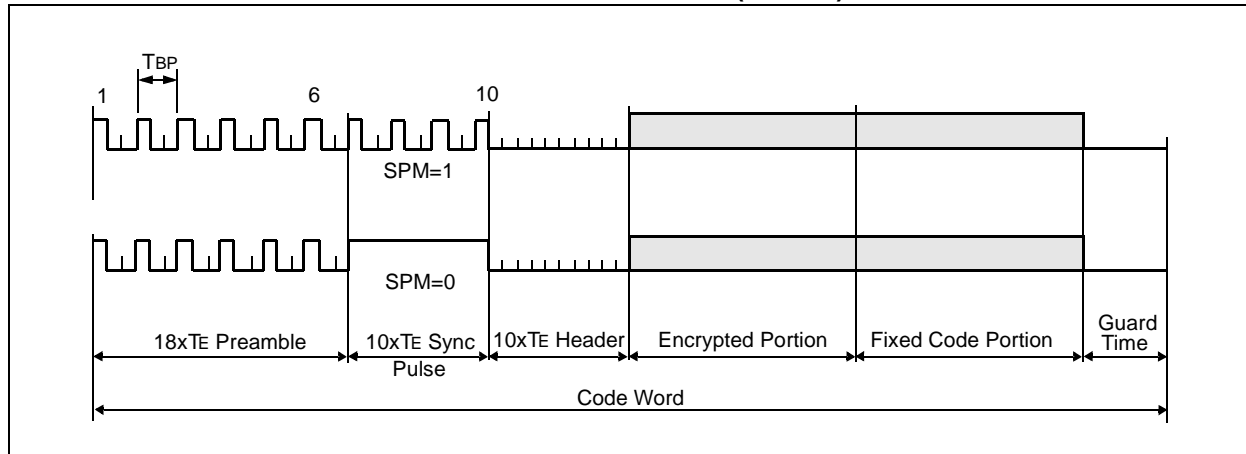 TBP
1 6 10
SPM=1
SPM=0
18xTE Preamble 10xTE Sync Pulse 10xTE Header Encrypted Portion Fixed Code Portion Guard Time
Code Word